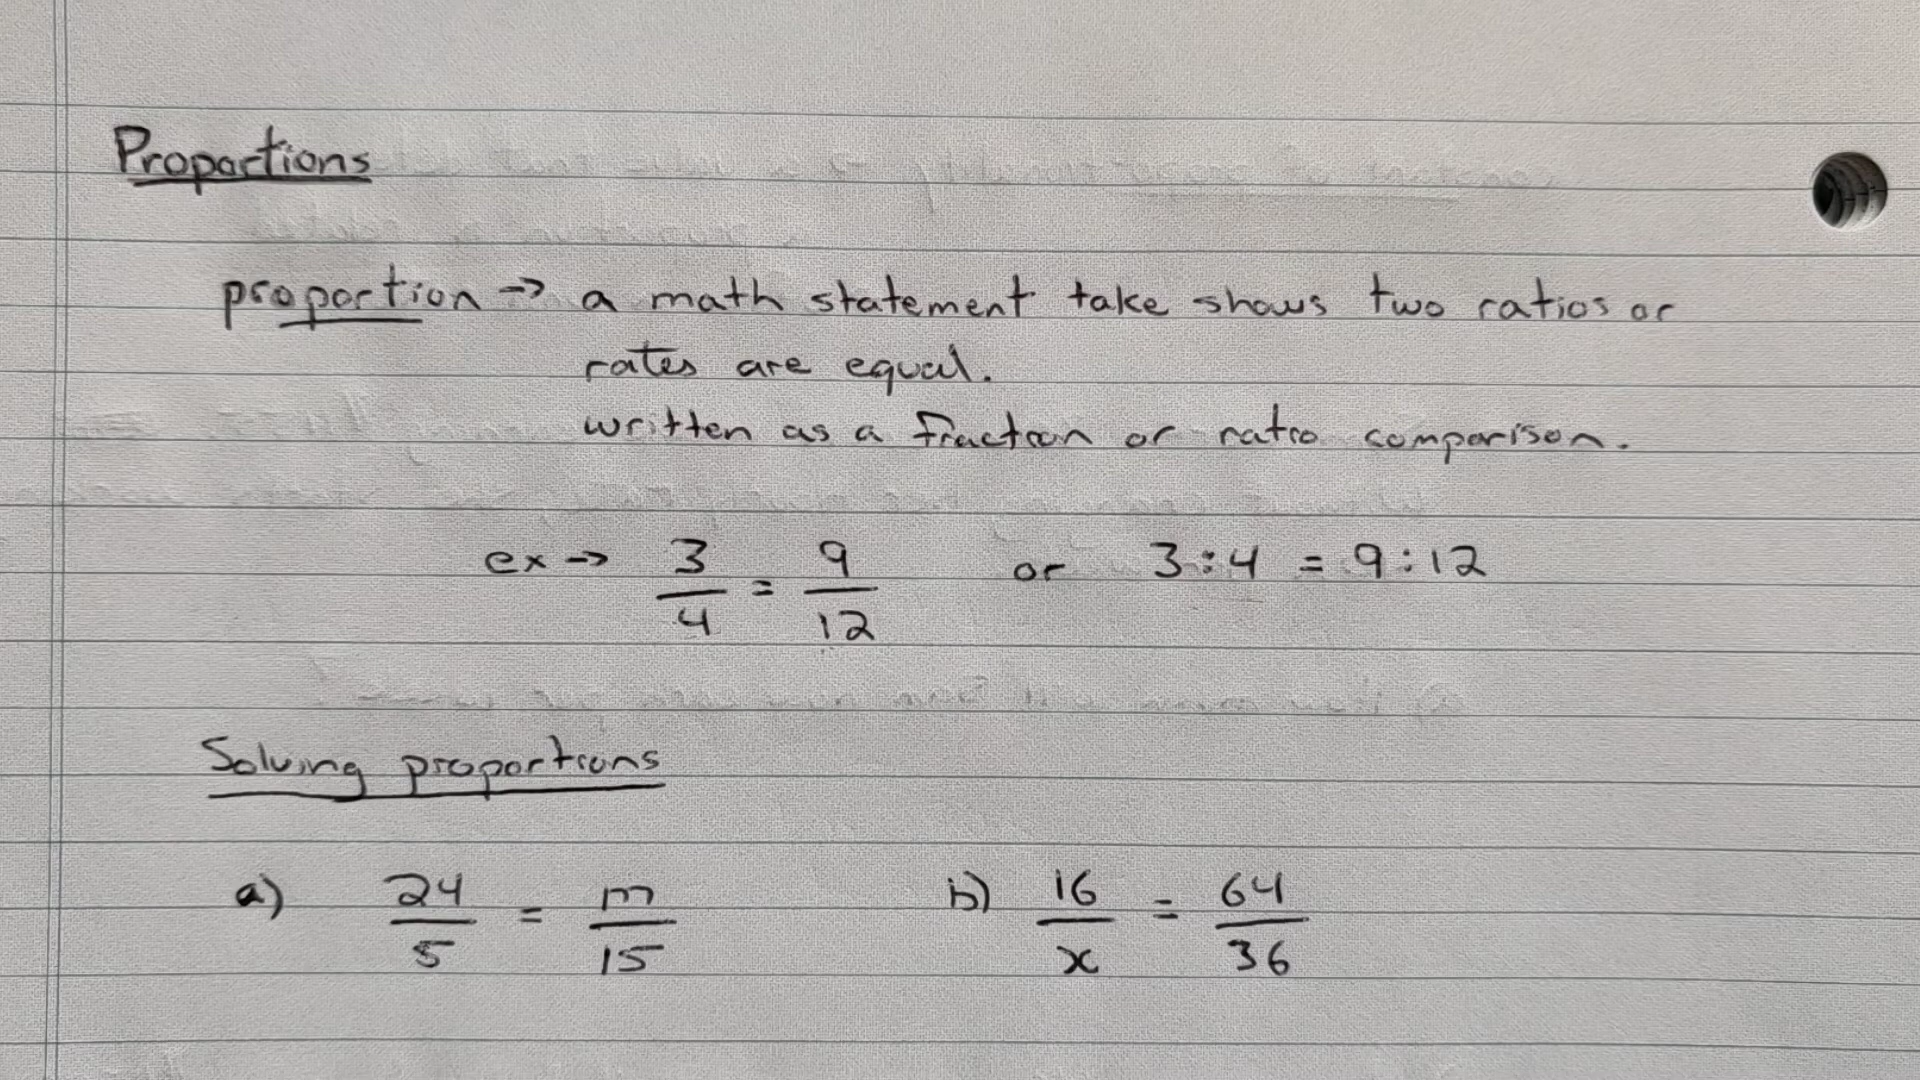 Proportions
proportion → a math statement take shows two ratios or
rates are equal.
written as a fraction or ratio comparison.
ex → 3/4 = 9/12 or 3:4 = 9:12
Solving proportions
a) 24/5 = m/15 b) 16/x = 64/36